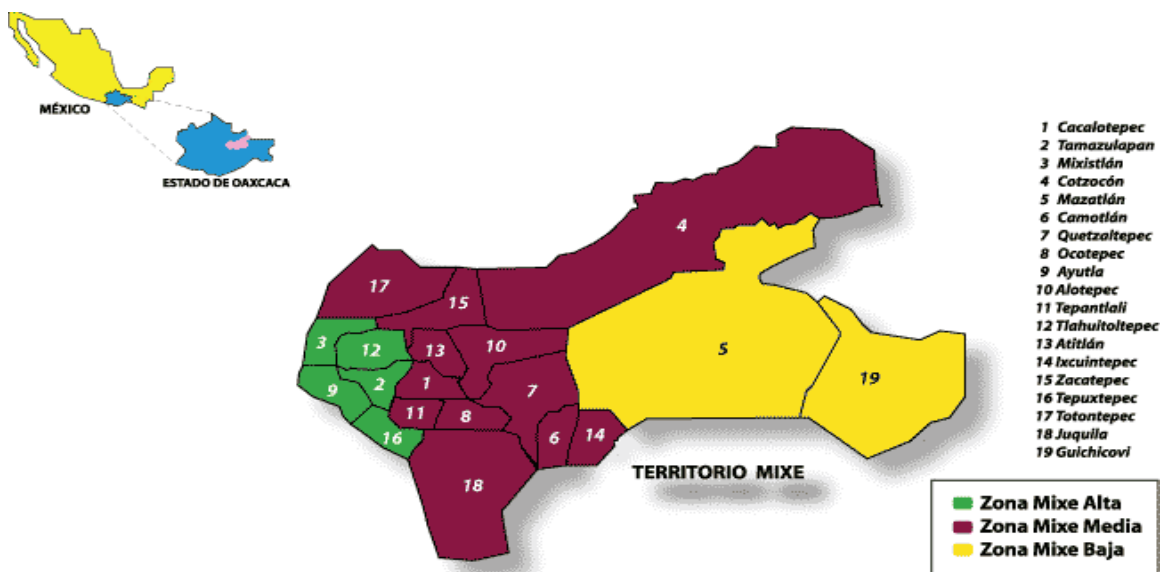 MÉXICO
ESTADO DE OAXCACA
1 Cacalotepec
2 Tamazulapan
3 Mixistlán
4 Cotzocón
5 Mazatlán
6 Camotlán
7 Quetzaltepec
8 Ocotepec
9 Ayutla
10 Alotepec
11 Tepantlali
12 Tlahuitoltepec
13 Atitlán
14 Ixcuintepec
15 Zacatepec
16 Tepuxtepec
17 Totontepec
18 Juquila
19 Guichicovi
4
17
15
3
12
13
10
5
2
1
7
19
9
11
8
16
6
14
18
TERRITORIO MIXE
Zona Mixe Alta
Zona Mixe Media
Zona Mixe Baja